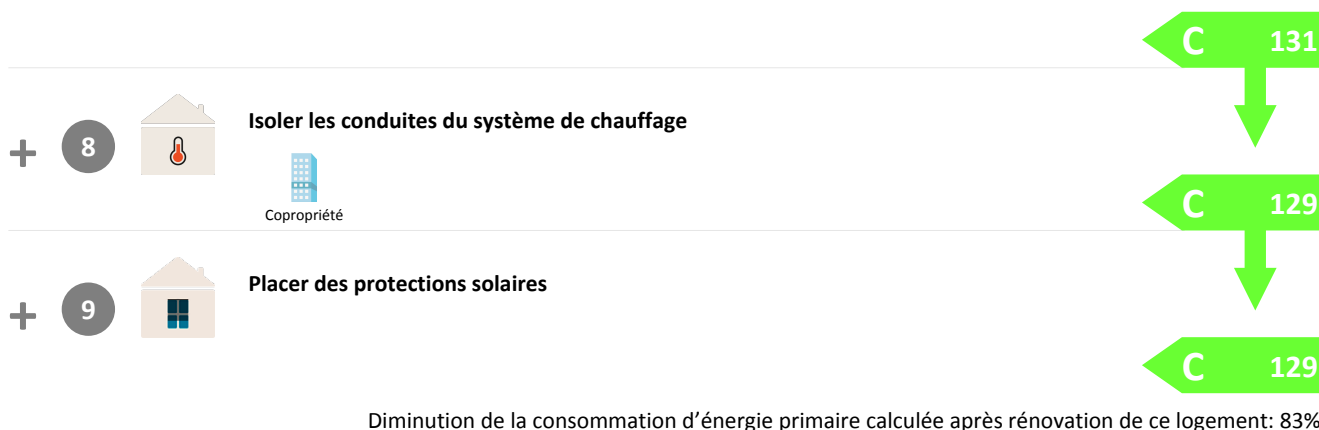 C 131
+ 8 Isoler les conduites du système de chauffage
Copropriété
C 129
+ 9 Placer des protections solaires
C 129
Diminution de la consommation d'énergie primaire calculée après rénovation de ce logement: 83%